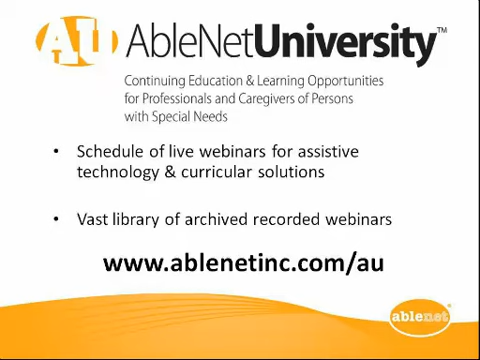 AU AbleNetUniversity™
Continuing Education & Learning Opportunities
for Professionals and Caregivers of Persons
with Special Needs
• Schedule of live webinars for assistive
technology & curricular solutions
• Vast library of archived recorded webinars
www.ablenetinc.com/au
ablenet®